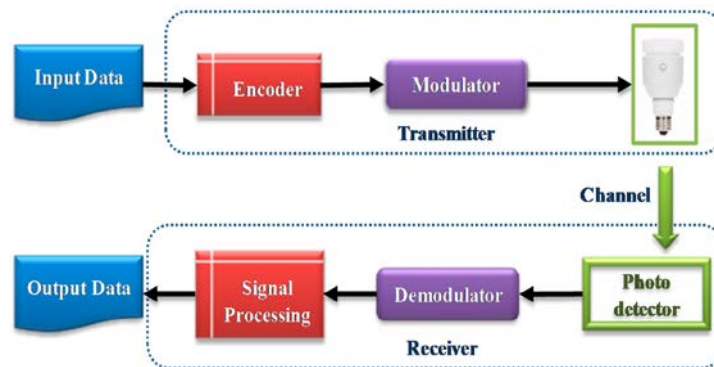 Input Data
Encoder
Modulator
Transmitter
Channel
Output Data
Signal
Processing
Demodulator
Photo
detector
Receiver